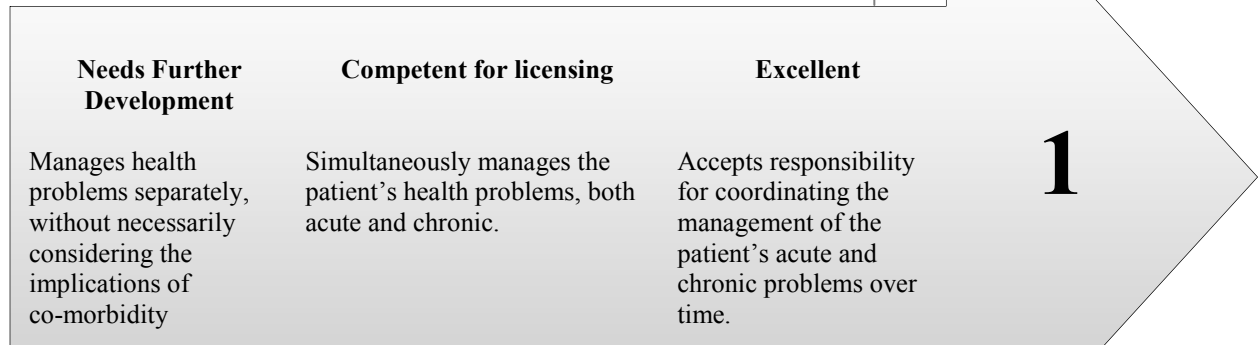 Needs Further
Development
Competent for licensing
Excellent
Manages health
problems separately,
without necessarily
considering the
implications of
co-morbidity
Simultaneously manages the
patient’s health problems, both
acute and chronic.
Accepts responsibility
for coordinating the
management of the
patient’s acute and
chronic problems over
time.
1